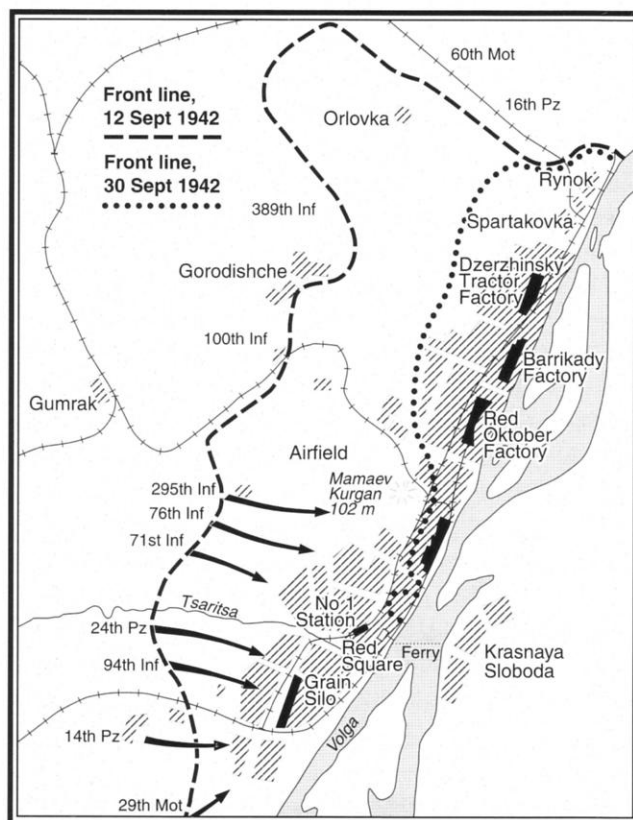 60th Mot
16th Pz
Front line,
12 Sept 1942
Front line,
30 Sept 1942
Orlovka
Rynok
389th Inf
Spartakovka
Gorodishche
Dzerzhinsky
Tractor
Factory
100th Inf
Barrikady
Factory
Gumrak
Red
Oktober
Factory
Airfield
Mamaev
Kurgan
102 m
295th Inf
76th Inf
71st Inf
Tsaritsa
No 1
Station
24th Pz
Red
Square
Ferry
Krasnaya
Sloboda
94th Inf
Grain
Silo
14th Pz
Volga
29th Mot